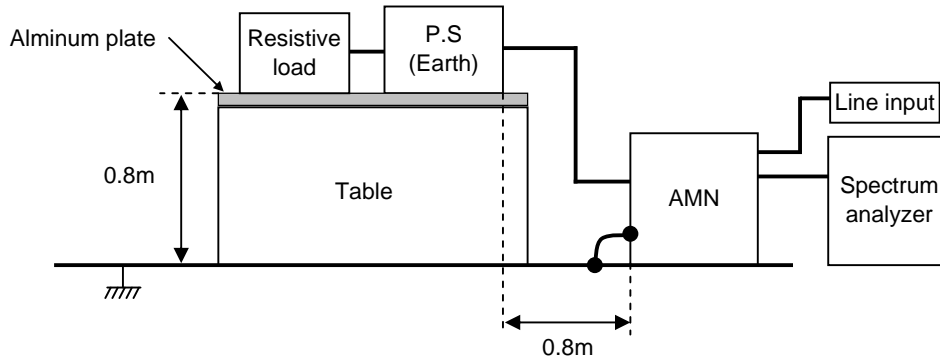 Alminum plate
Resistive
load
P.S
(Earth)
Line input
0.8m
Table
AMN
Spectrum
analyzer
0.8m